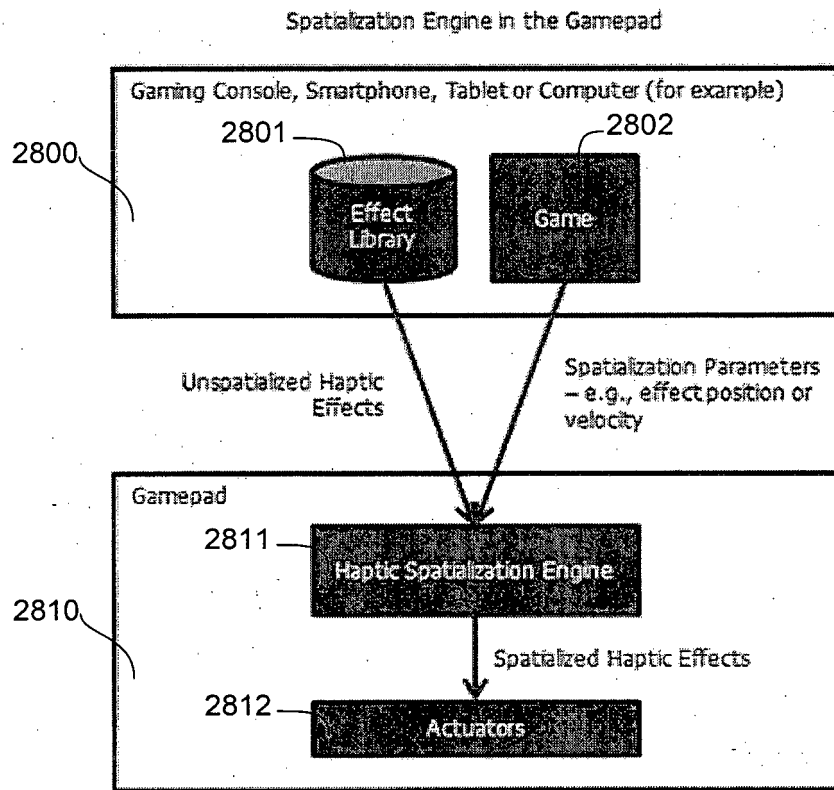 Spatialization Engine in the Gamepad
Gaming Console, Smartphone, Tablet or Computer (for example)
2801
2802
2800
Effect
Library
Game
Unspatialized Haptic
Effects
Spatialization Parameters
– e.g., effect position or
velocity
Gamepad
2811
Haptic Spatialization Engine
2810
Spatialized Haptic Effects
2812
Actuators